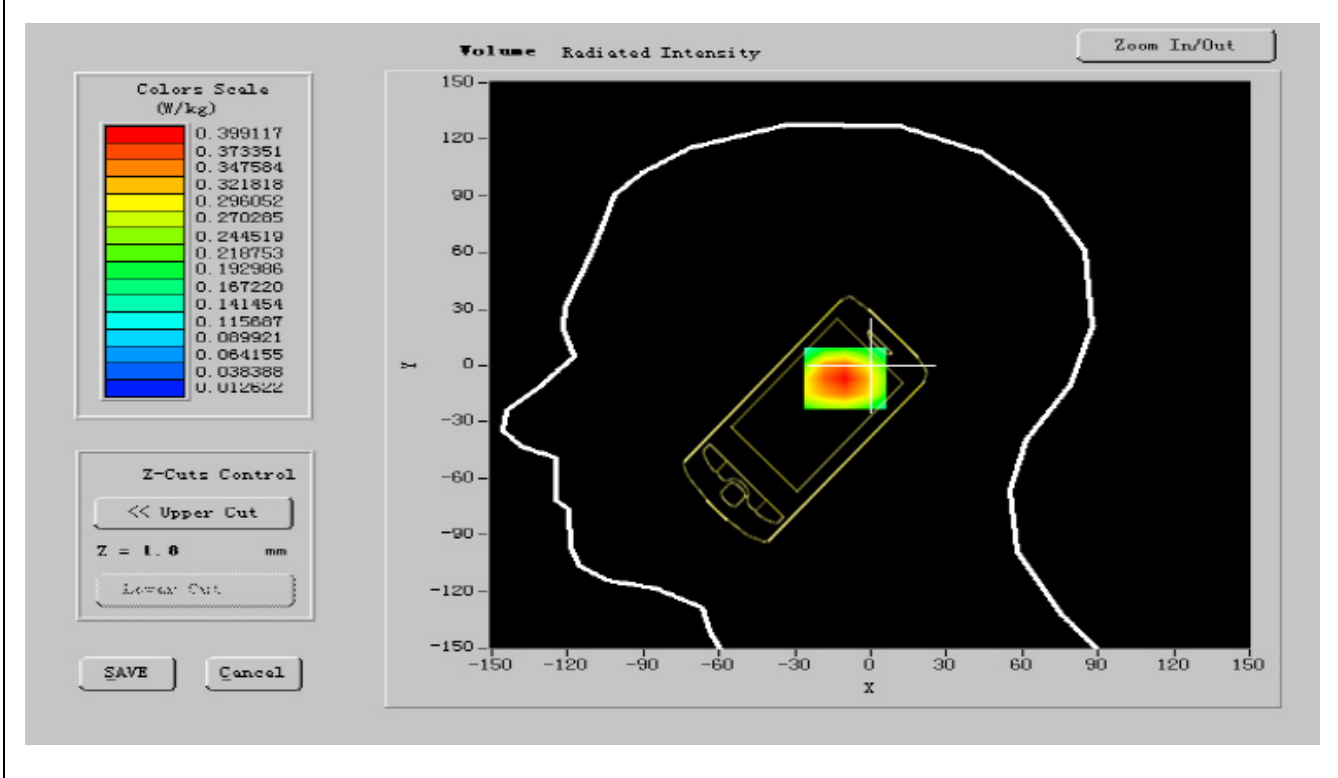 Volume Radiated Intensity
Zoom In/Out
Colors Scale
(W/kg)
0.399117
0.373351
0.347584
0.321818
0.296052
0.270285
0.244519
0.218753
0.192986
0.167220
0.141454
0.115687
0.089921
0.064155
0.038388
0.012622
Z-Cuts Control
<< Upper Cut
Z = 1.8 mm
Lower Cut
SAVE
Cancel
150
120
90
60
30
0
-30
-60
-90
-120
-150
Y
-150 -120 -90 -60 -30 0 30 60 90 120 150
X